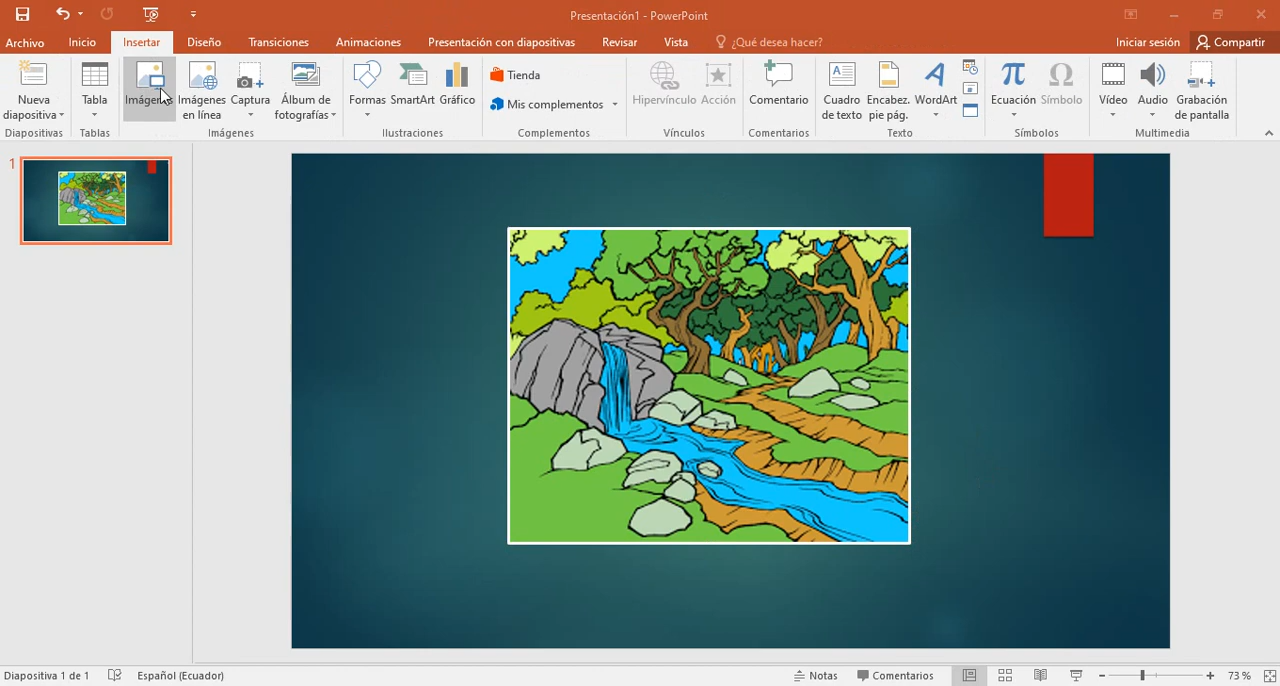 Presentación1 - PowerPoint
Archivo Inicio Insertar Diseño Transiciones Animaciones Presentación con diapositivas Revisar Vista ¿Qué desea hacer? Iniciar sesión Compartir
Nueva diapositiva
Tabla
Imágenes
Imágenes en línea
Captura
Álbum de fotografías
Formas
SmartArt
Gráfico
Tienda
Mis complementos
Hipervínculo
Acción
Comentario
Cuadro de texto
Encabez. pie pág.
WordArt
Ecuación
Símbolo
Vídeo
Audio
Grabación de pantalla
Diapositivas Tablas Imágenes Ilustraciones Complementos Vínculos Comentarios Texto Símbolos Multimedia
1
Diapositiva 1 de 1 Español (Ecuador) Notas Comentarios 73 %